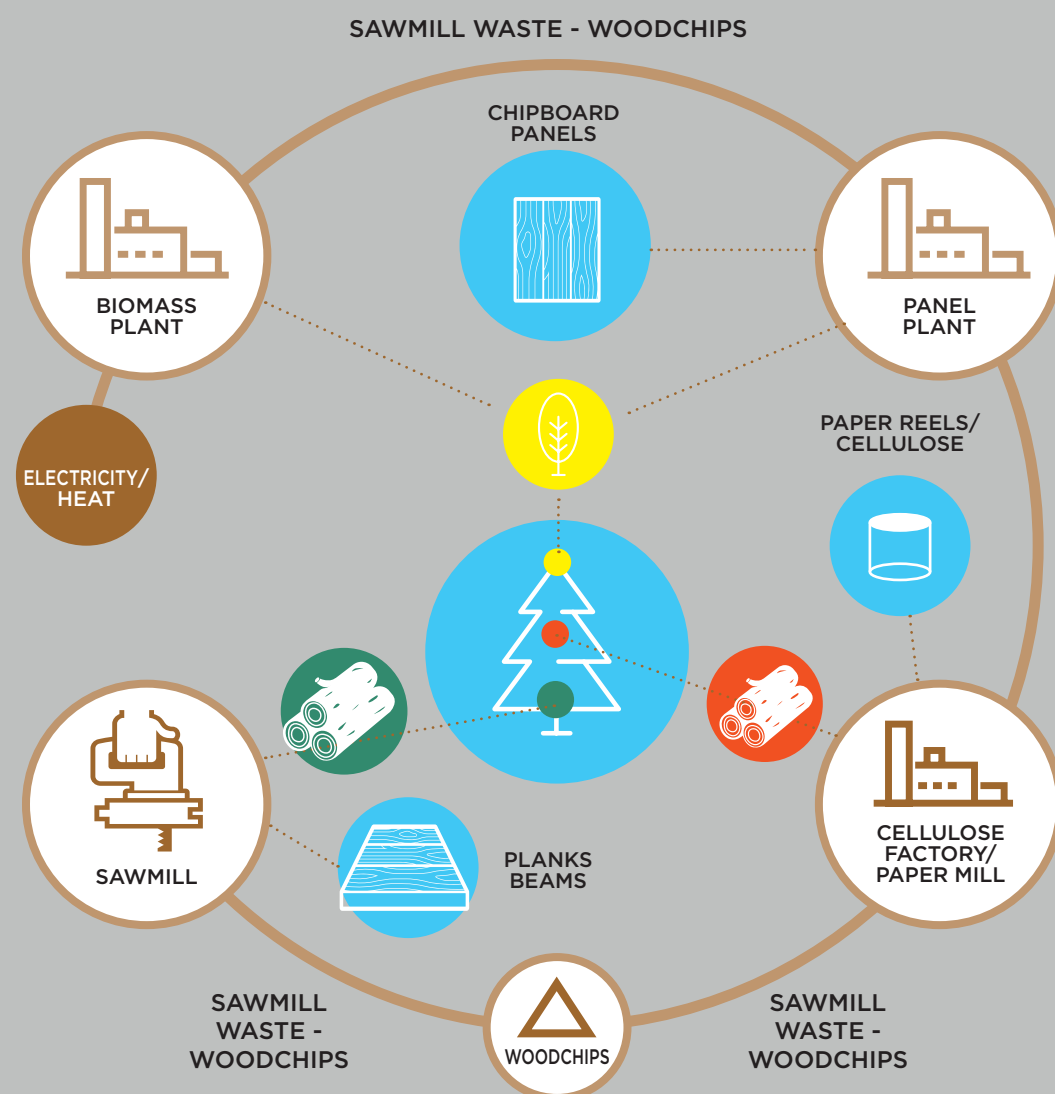 SAWMILL WASTE - WOODCHIPS
CHIPBOARD
PANELS
BIOMASS
PLANT
PANEL
PLANT
PAPER REELS/
CELLULOSE
ELECTRICITY/
HEAT
SAWMILL
PLANKS
BEAMS
CELLULOSE
FACTORY/
PAPER MILL
SAWMILL
WASTE -
WOODCHIPS
WOODCHIPS
SAWMILL
WASTE -
WOODCHIPS